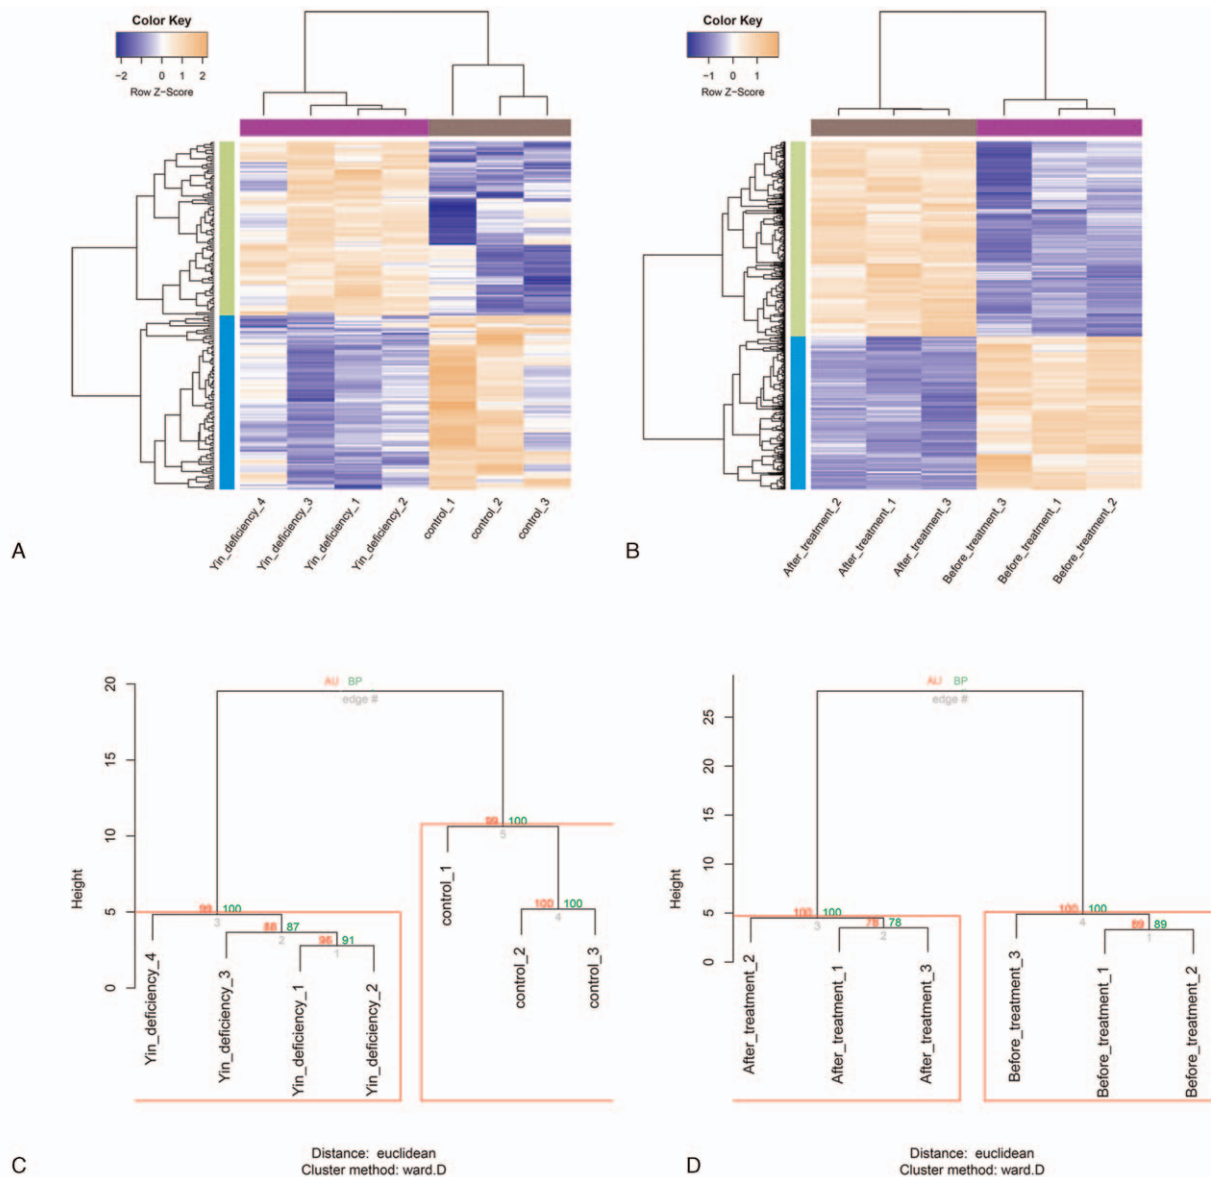 Color Key
−2 0 1 2
Row Z−Score
Yin_deficiency_4
Yin_deficiency_3
Yin_deficiency_1
Yin_deficiency_2
control_1
control_2
control_3
A
Color Key
−1 0 1
Row Z−Score
After_treatment_2
After_treatment_1
After_treatment_3
Before_treatment_3
Before_treatment_1
Before_treatment_2
B
Height
20
15
10
5
0
AU BP
edge #
99 100
5
100 100
4
99 100
3
88 87
2
96 91
1
Yin_deficiency_4
Yin_deficiency_3
Yin_deficiency_1
Yin_deficiency_2
control_1
control_2
control_3
Distance: euclidean
Cluster method: ward.D
C
Height
25
20
15
10
5
0
AU BP
edge #
100 100
3
78 78
2
100 100
4
89 89
1
After_treatment_2
After_treatment_1
After_treatment_3
Before_treatment_3
Before_treatment_1
Before_treatment_2
Distance: euclidean
Cluster method: ward.D
D